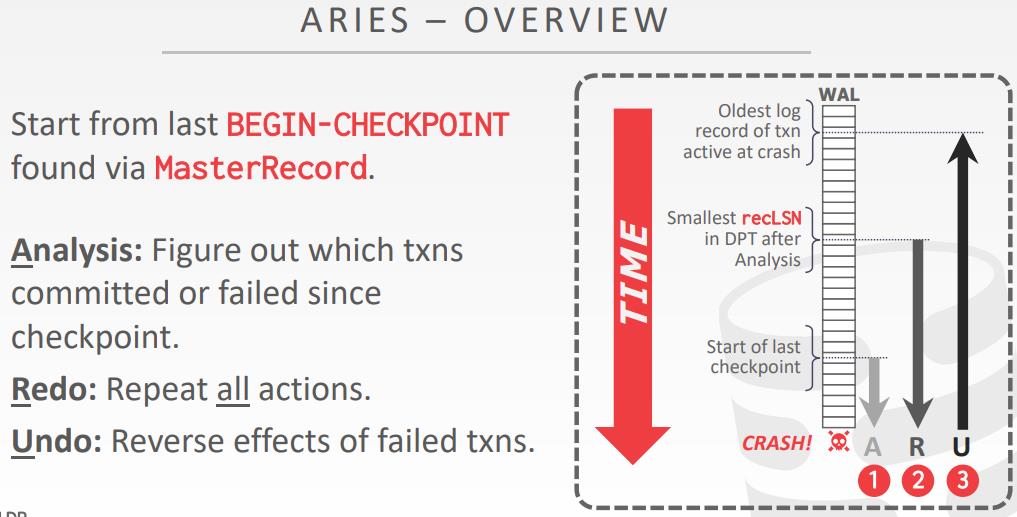 ARIES – OVERVIEW
Start from last BEGIN-CHECKPOINT
found via MasterRecord.
Analysis: Figure out which txns
committed or failed since
checkpoint.
Redo: Repeat all actions.
Undo: Reverse effects of failed txns.
TIME
WAL
Oldest log
record of txn
active at crash
Smallest recLSN
in DPT after
Analysis
Start of last
checkpoint
CRASH!
A R U
1 2 3